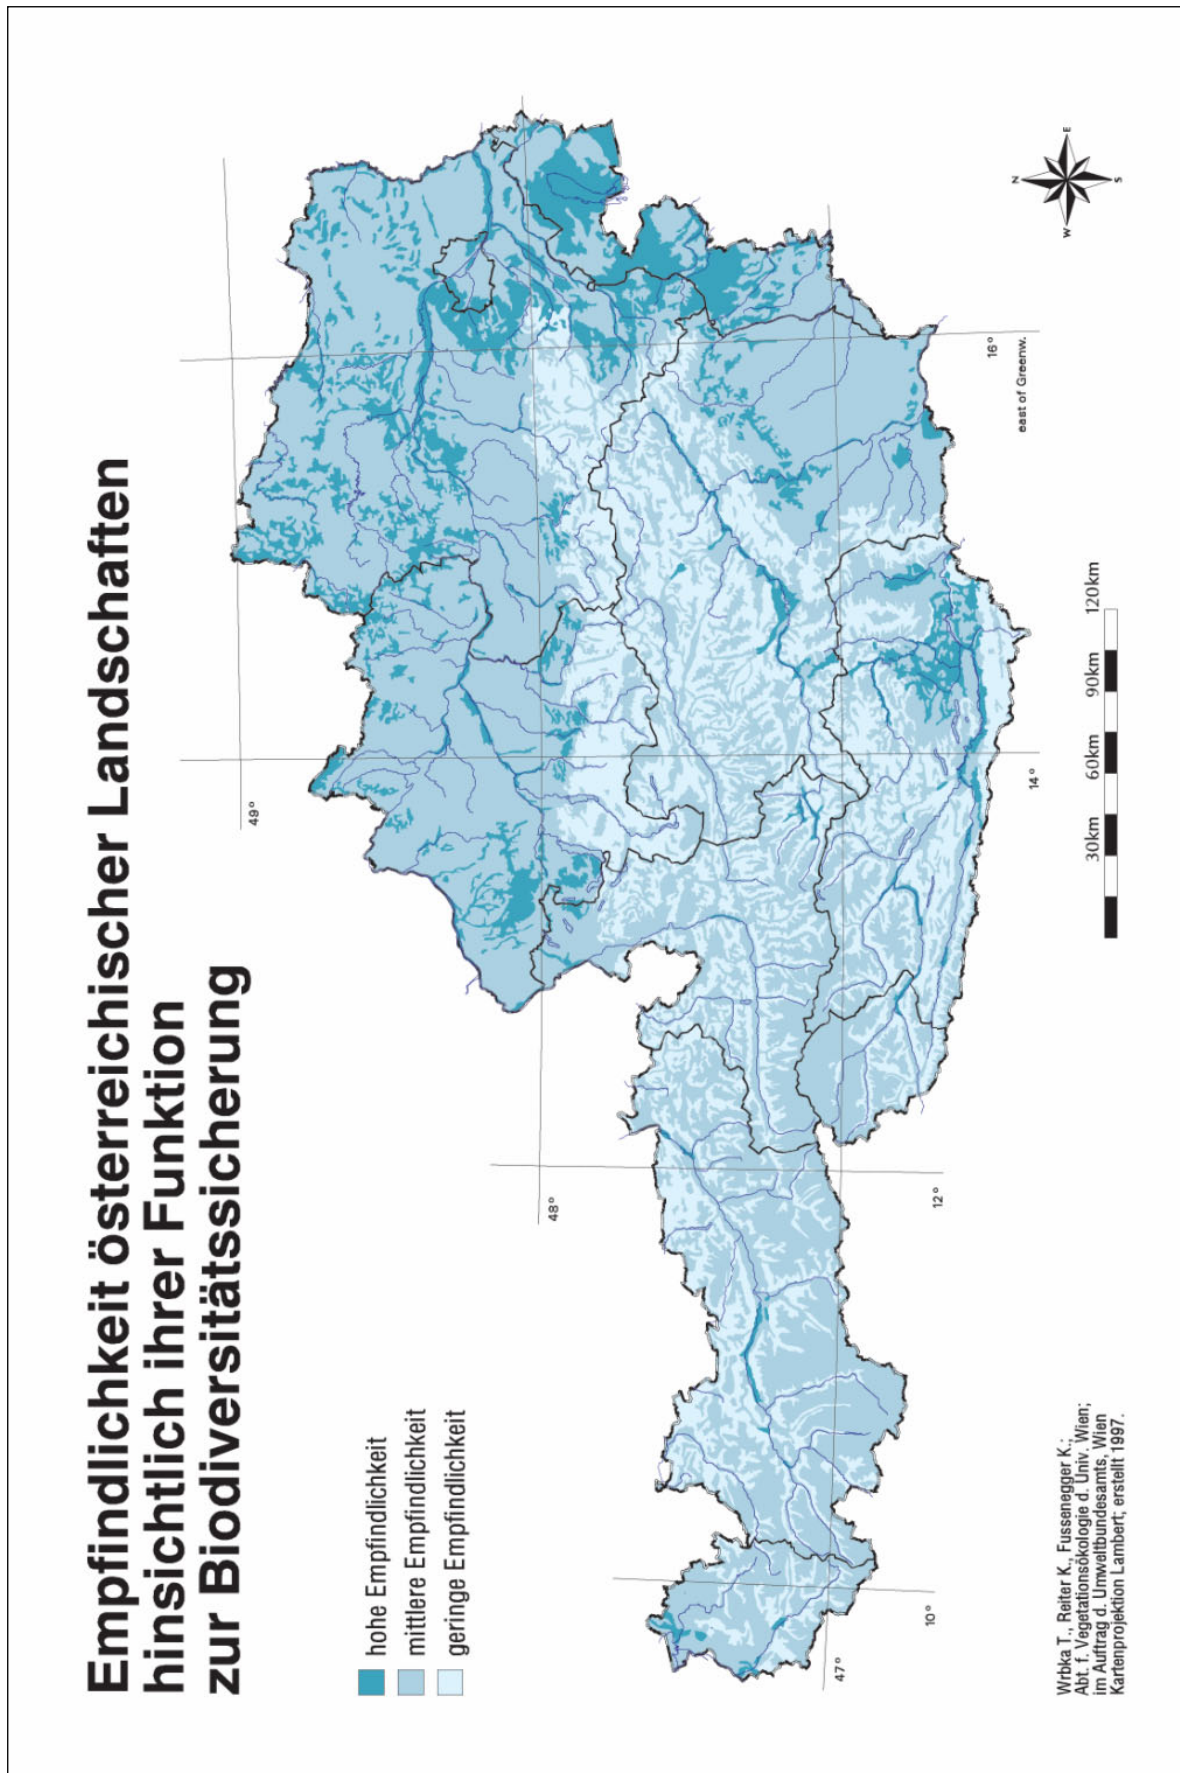 Empfindlichkeit österreichischer Landschaften
hinsichtlich ihrer Funktion
zur Biodiversitätssicherung
hohe Empfindlichkeit
mittlere Empfindlichkeit
geringe Empfindlichkeit
49°
48°
47°
10°
12°
14°
16°
east of Greenw.
N
W
E
S
30km
60km
90km
120km
Wrbka T., Reiter K., Fussenegger K.;
Abt. f. Vegetationsökologie d. Univ. Wien;
im Auftrag d. Umweltbundesamts, Wien
Kartenprojektion Lambert; erstellt 1997.